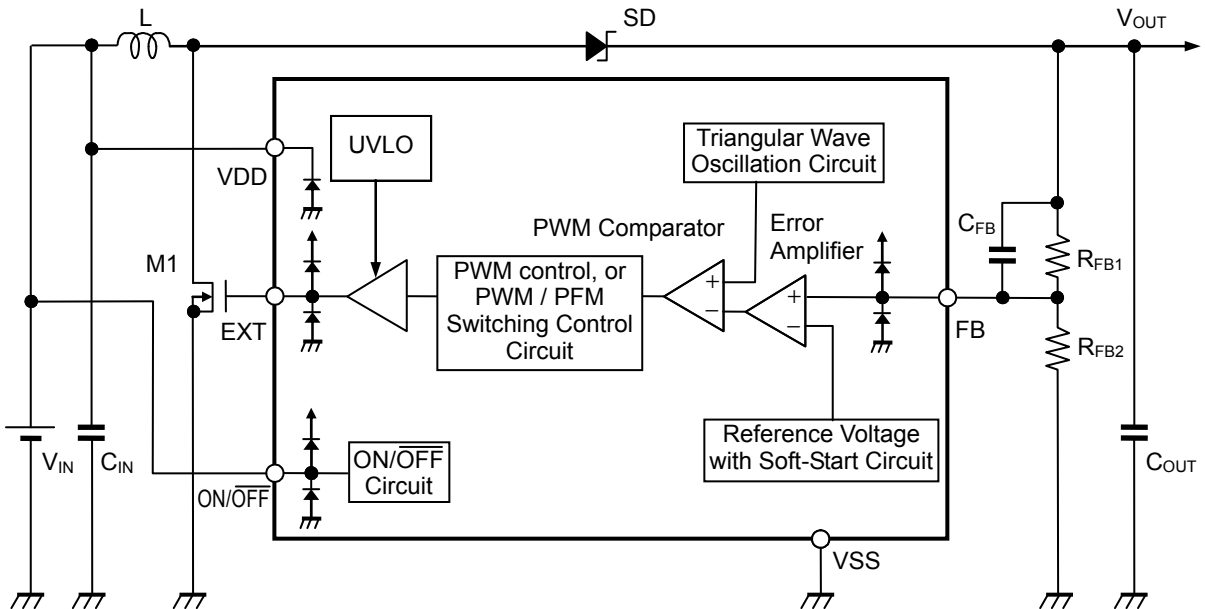 L
SD
VOUT
UVLO
Triangular Wave
Oscillation Circuit
VDD
PWM Comparator
Error
Amplifier
CFB
M1
PWM control, or
PWM / PFM
Switching Control
Circuit
+
−
+
−
RFB1
EXT
FB
RFB2
VIN
CIN
ON/O̅F̅F̅
ON/O̅F̅F̅
Circuit
Reference Voltage
with Soft-Start Circuit
COUT
VSS